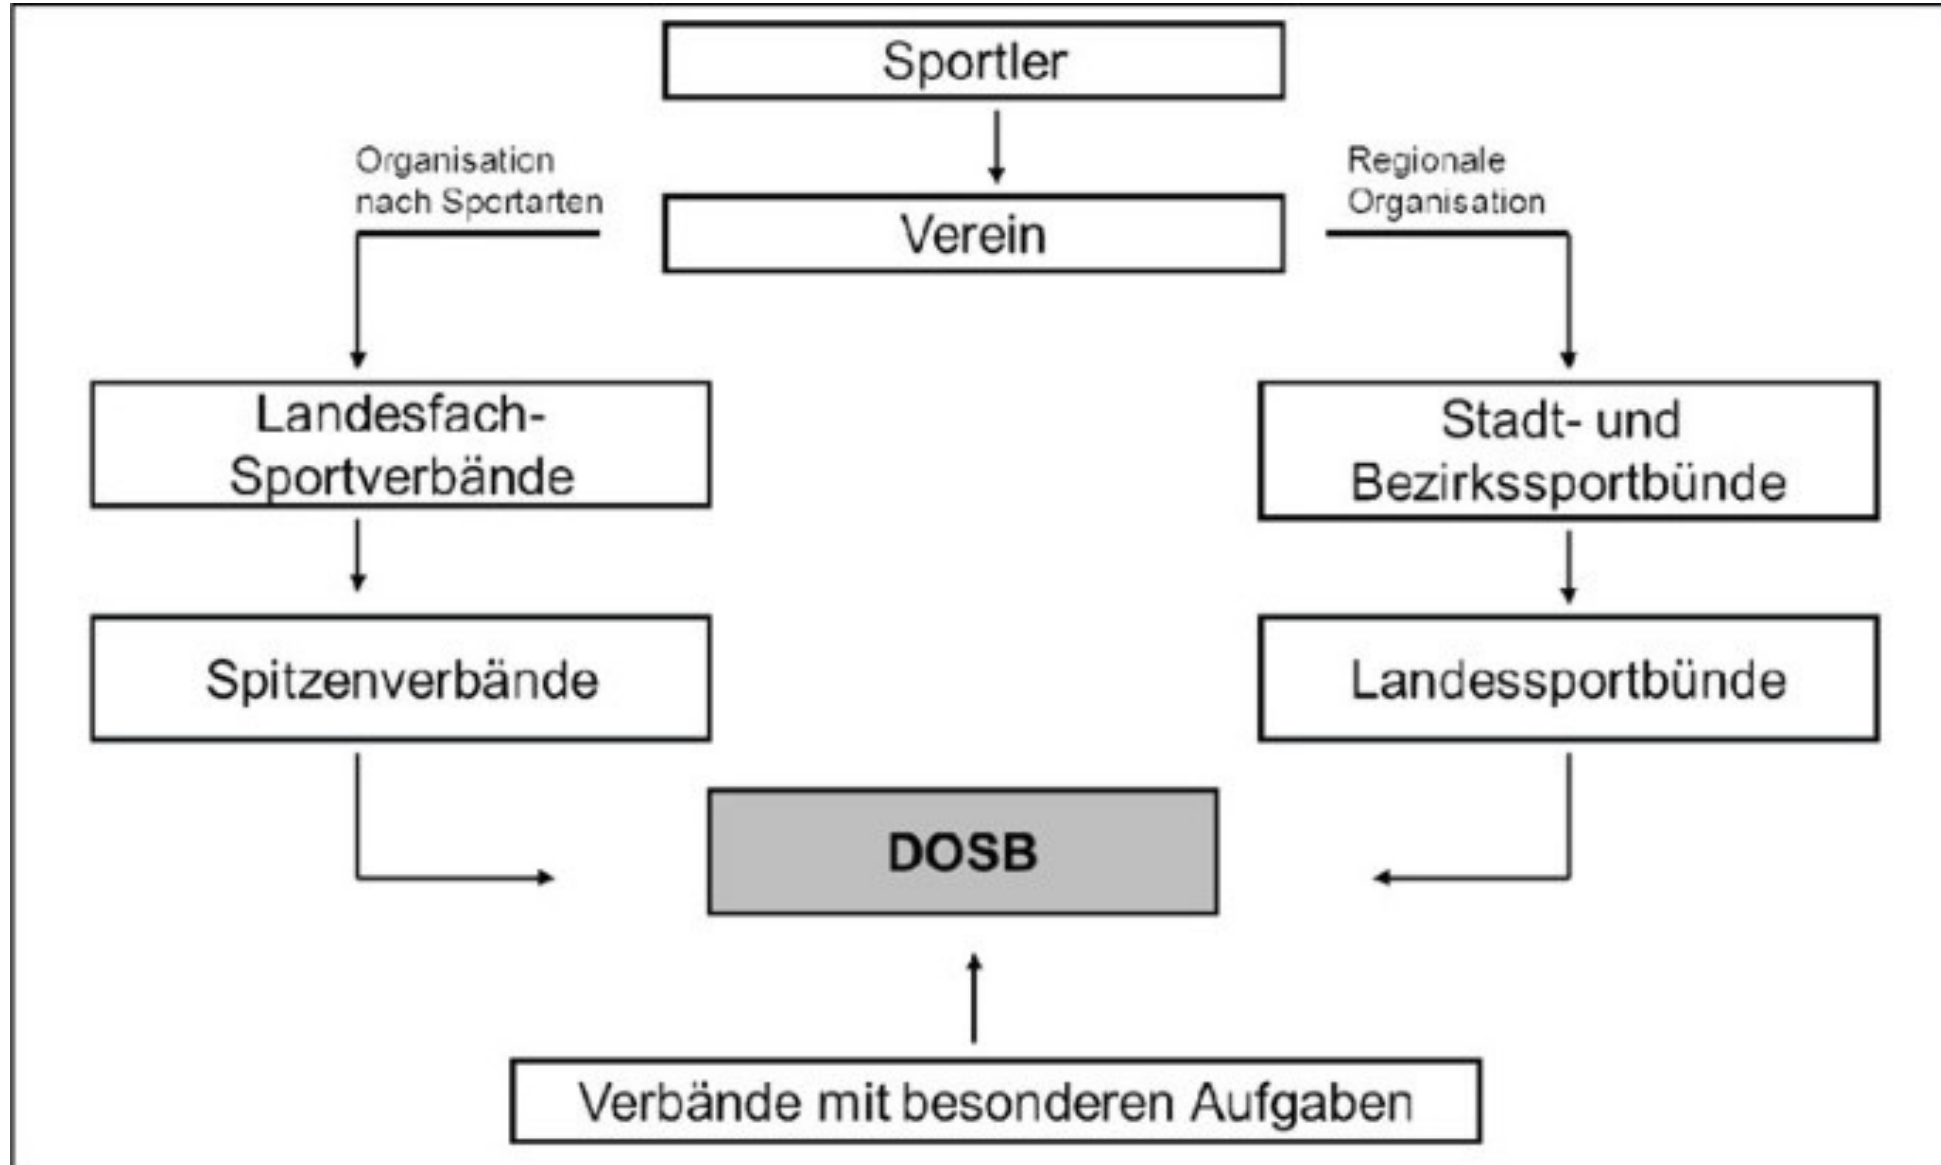 Sportler
Organisation
nach Sportarten
Regionale
Organisation
Verein
Landesfach-
Sportverbände
Stadt- und
Bezirkssportbünde
Spitzenverbände
Landessportbünde
DOSB
Verbände mit besonderen Aufgaben